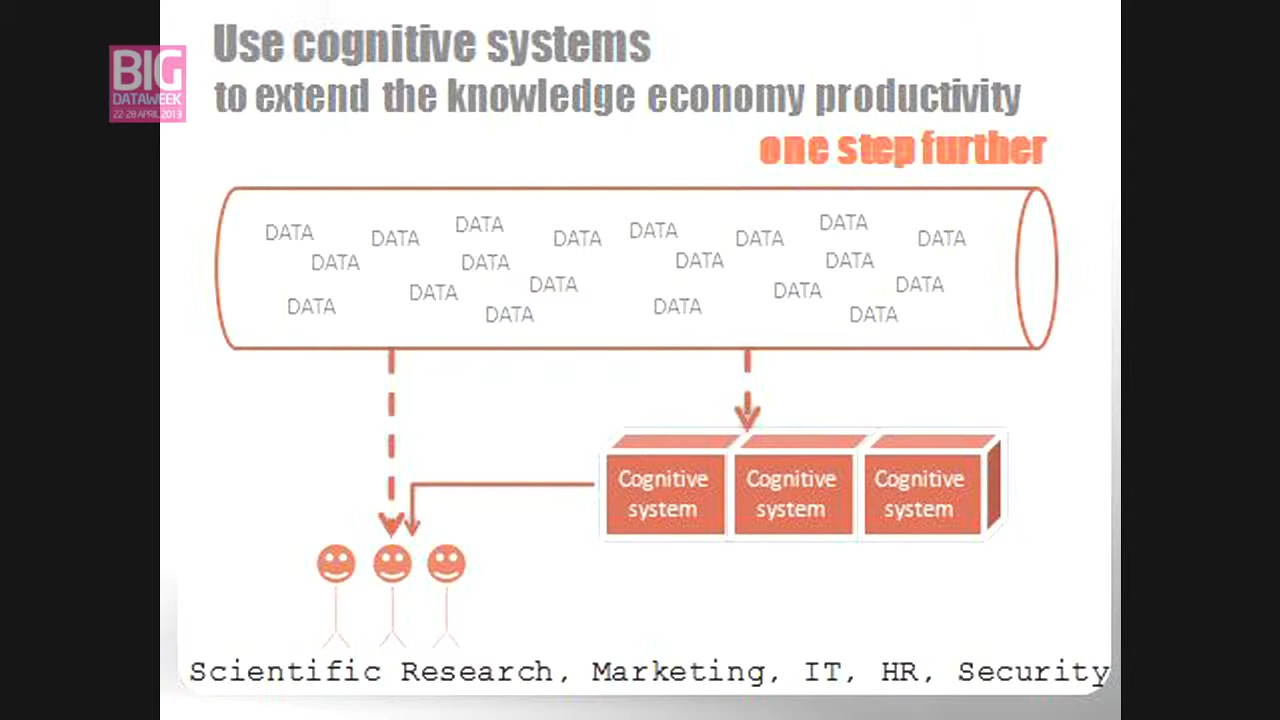 Use cognitive systems
to extend the knowledge economy productivity
one step further
BIG
DATAWEEK
22-28 APRIL 2013
DATA DATA DATA DATA DATA DATA DATA DATA
DATA DATA DATA DATA
DATA DATA DATA DATA DATA
DATA DATA DATA DATA
Cognitive system
Cognitive system
Cognitive system
Scientific Research, Marketing, IT, HR, Security